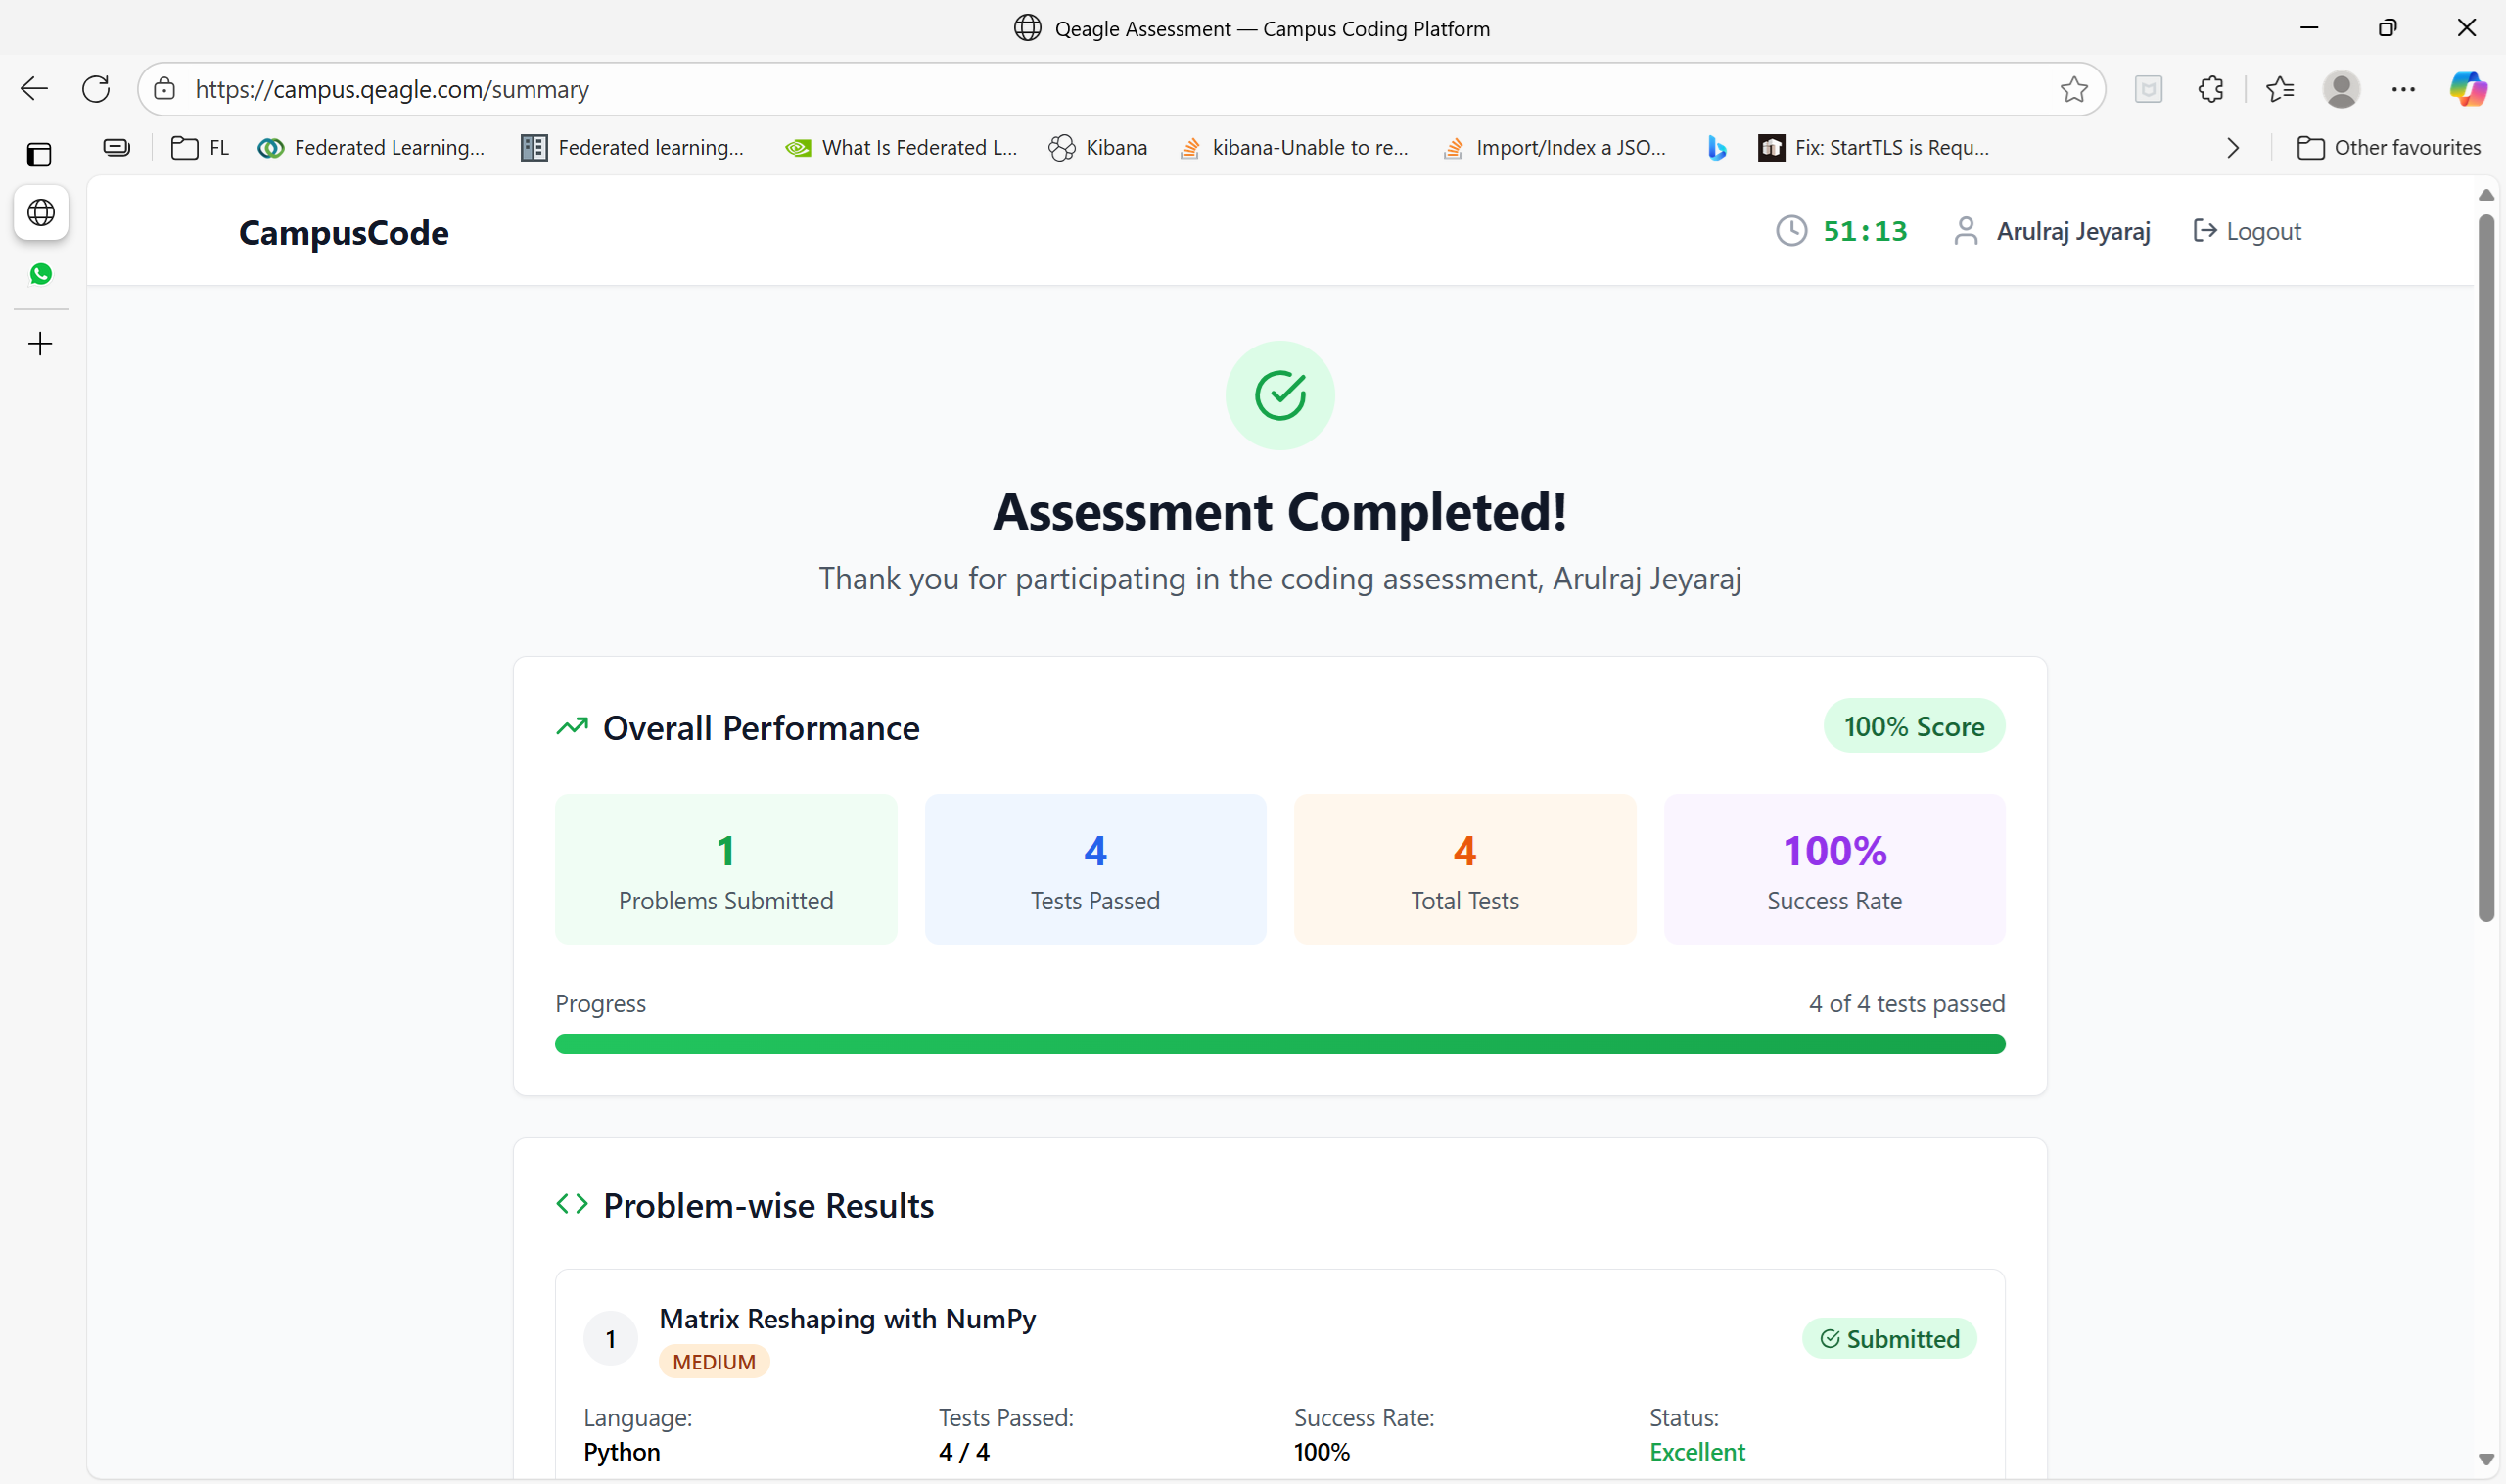 Qeagle Assessment — Campus Coding Platform
https://campus.qeagle.com/summary
FL
Federated Learning...
Federated learning...
What Is Federated L...
Kibana
kibana-Unable to re...
Import/Index a JSO...
Fix: StartTLS is Requ...
Other favourites
CampusCode
51:13
Arulraj Jeyaraj
Logout
Assessment Completed!
Thank you for participating in the coding assessment, Arulraj Jeyaraj
Overall Performance
100% Score
1
Problems Submitted
4
Tests Passed
4
Total Tests
100%
Success Rate
Progress
4 of 4 tests passed
Problem-wise Results
1
Matrix Reshaping with NumPy
MEDIUM
Submitted
Language:
Python
Tests Passed:
4 / 4
Success Rate:
100%
Status:
Excellent